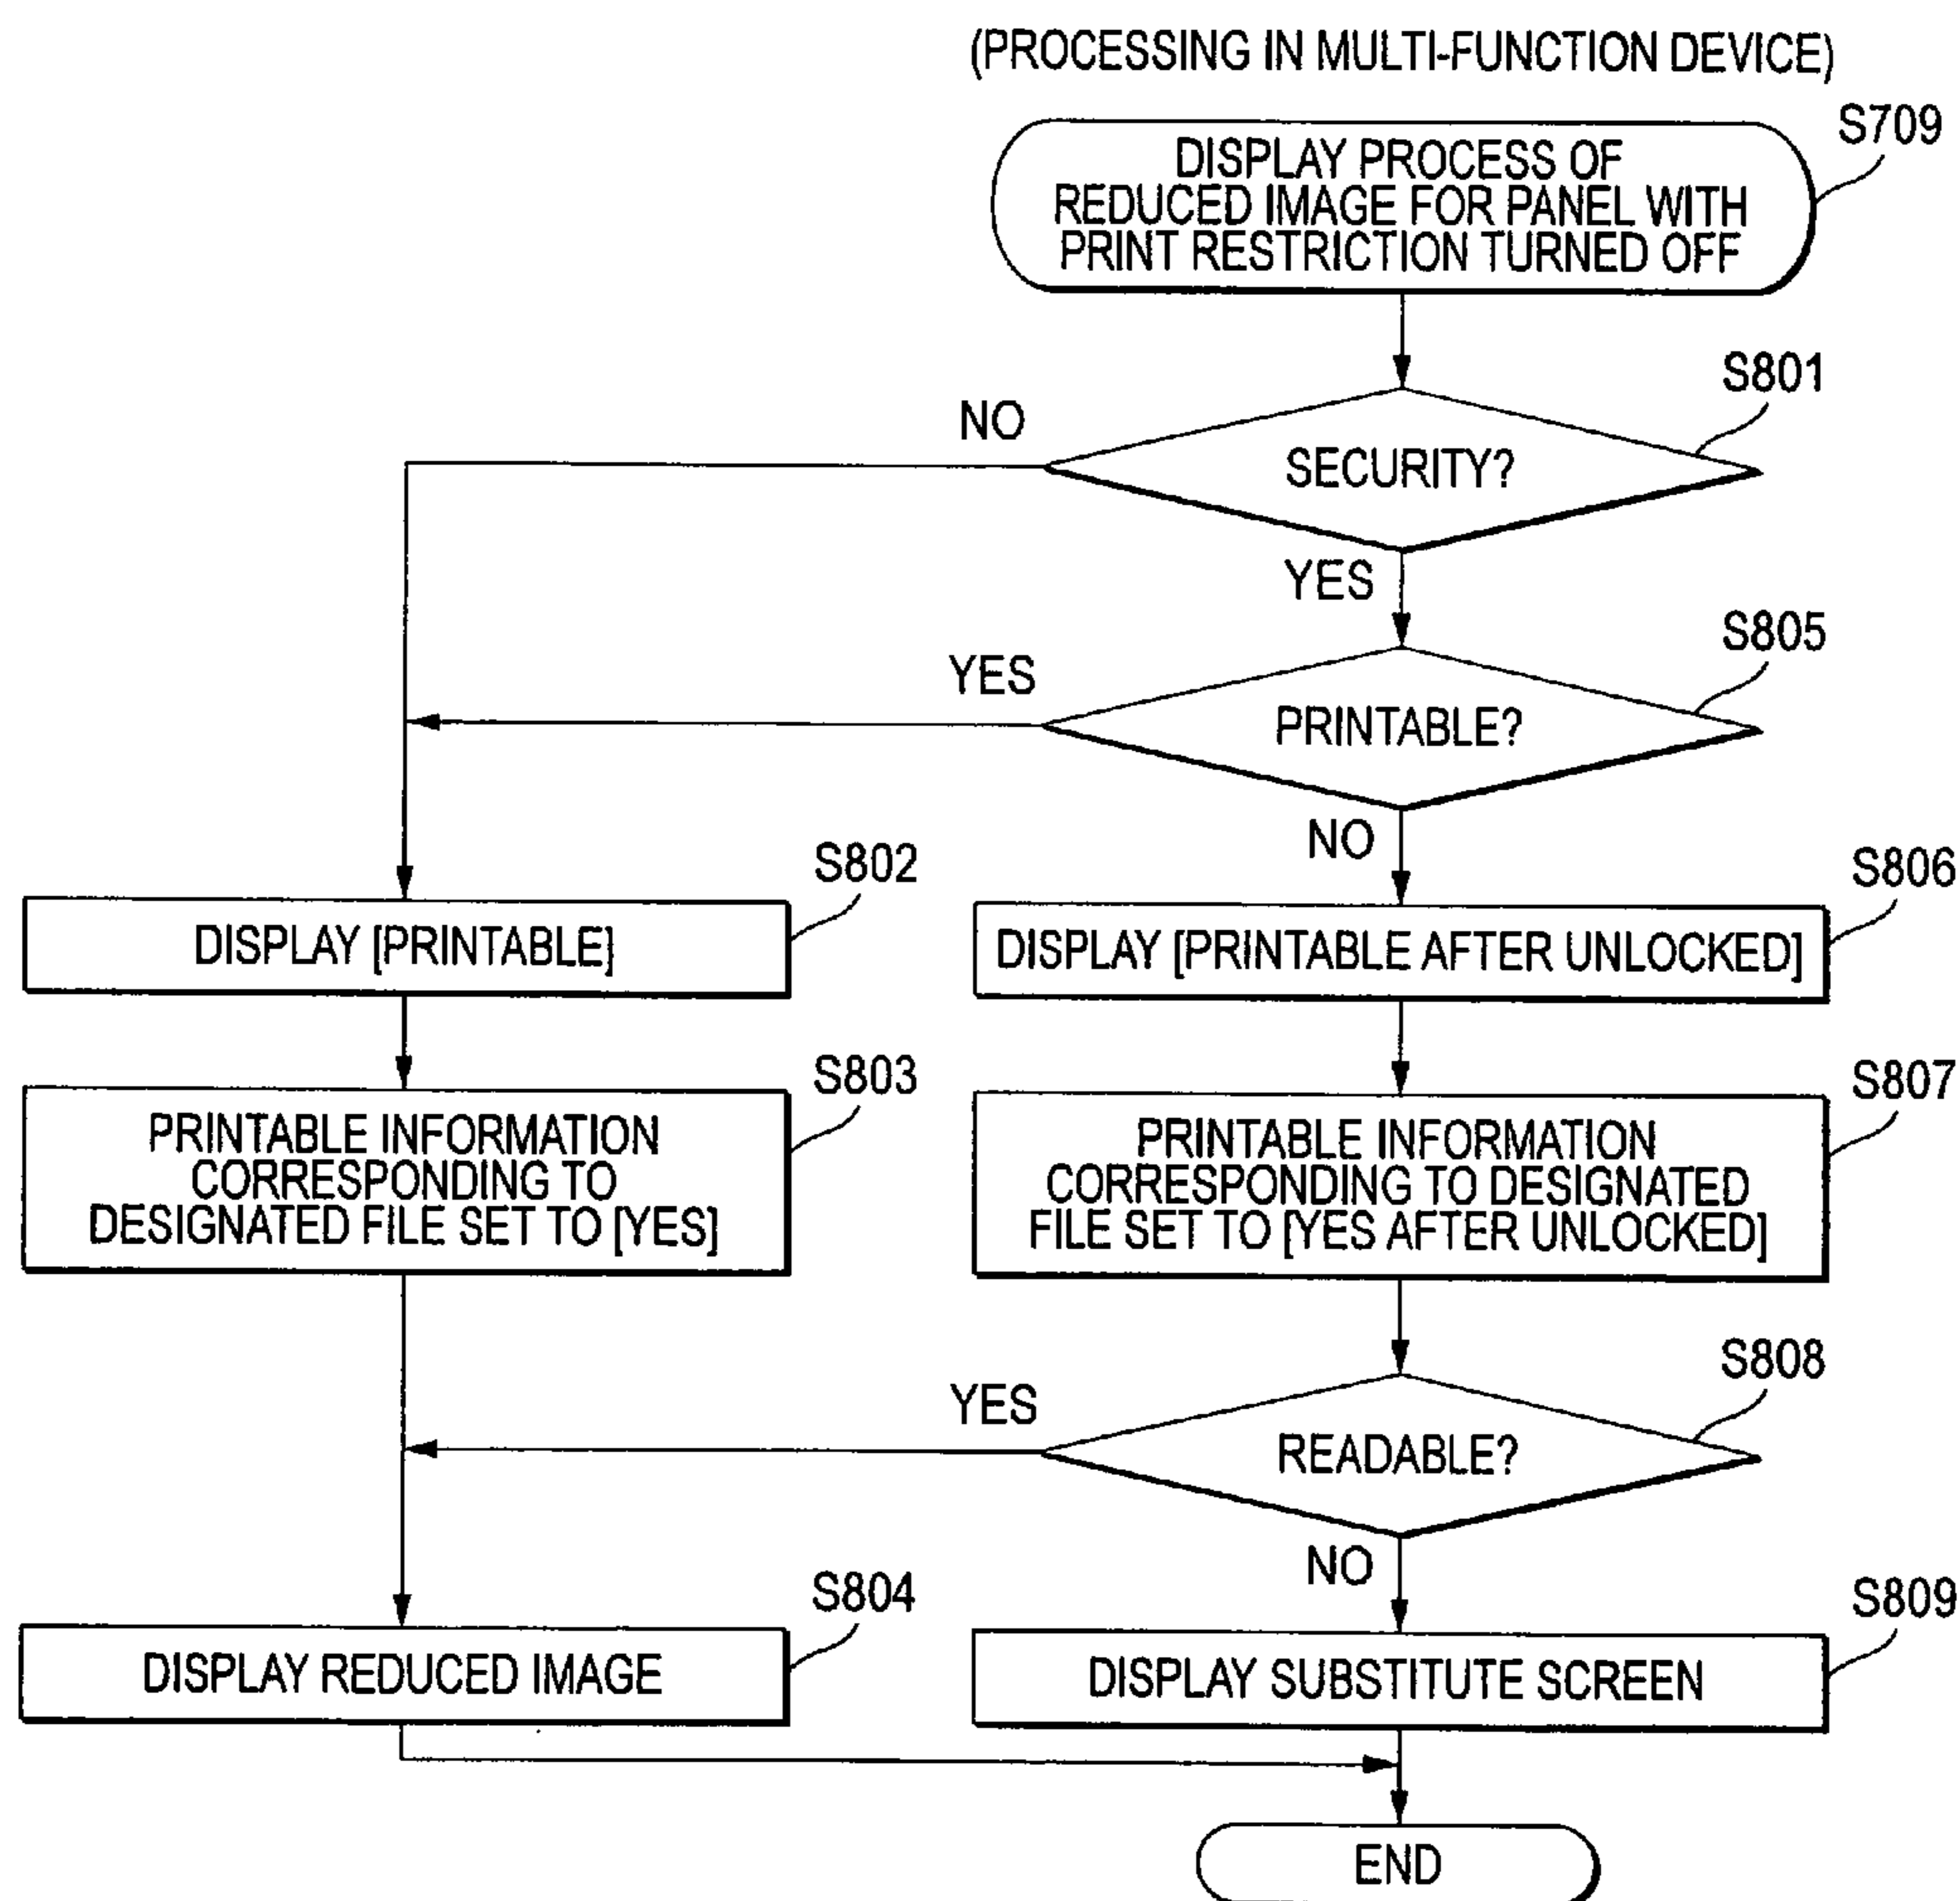 (PROCESSING IN MULTI-FUNCTION DEVICE)
S709
DISPLAY PROCESS OF
REDUCED IMAGE FOR PANEL WITH
PRINT RESTRICTION TURNED OFF
S801
NO
SECURITY?
YES
S805
YES
PRINTABLE?
NO
S802
DISPLAY [PRINTABLE]
S806
DISPLAY [PRINTABLE AFTER UNLOCKED]
S803
PRINTABLE INFORMATION
CORRESPONDING TO
DESIGNATED FILE SET TO [YES]
S807
PRINTABLE INFORMATION
CORRESPONDING TO DESIGNATED
FILE SET TO [YES AFTER UNLOCKED]
S808
YES
READABLE?
NO
S804
DISPLAY REDUCED IMAGE
S809
DISPLAY SUBSTITUTE SCREEN
END